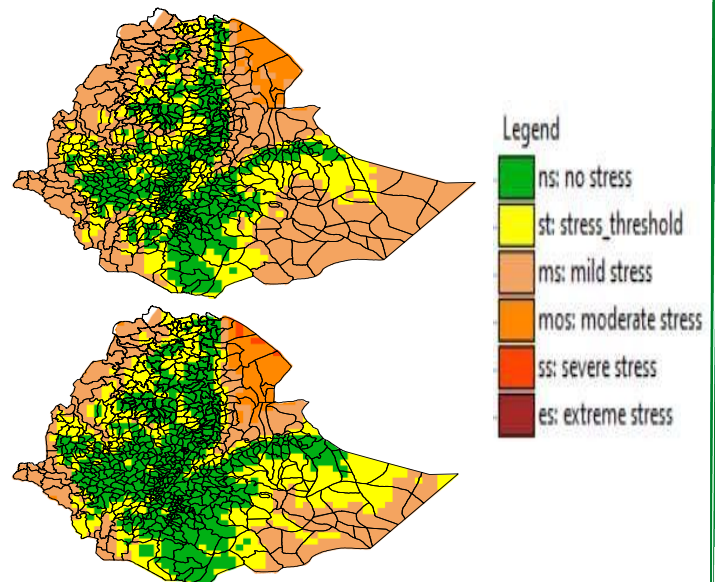 Legend
ns: no stress
st: stress_threshold
ms: mild stress
mos: moderate stress
ss: severe stress
es: extreme stress